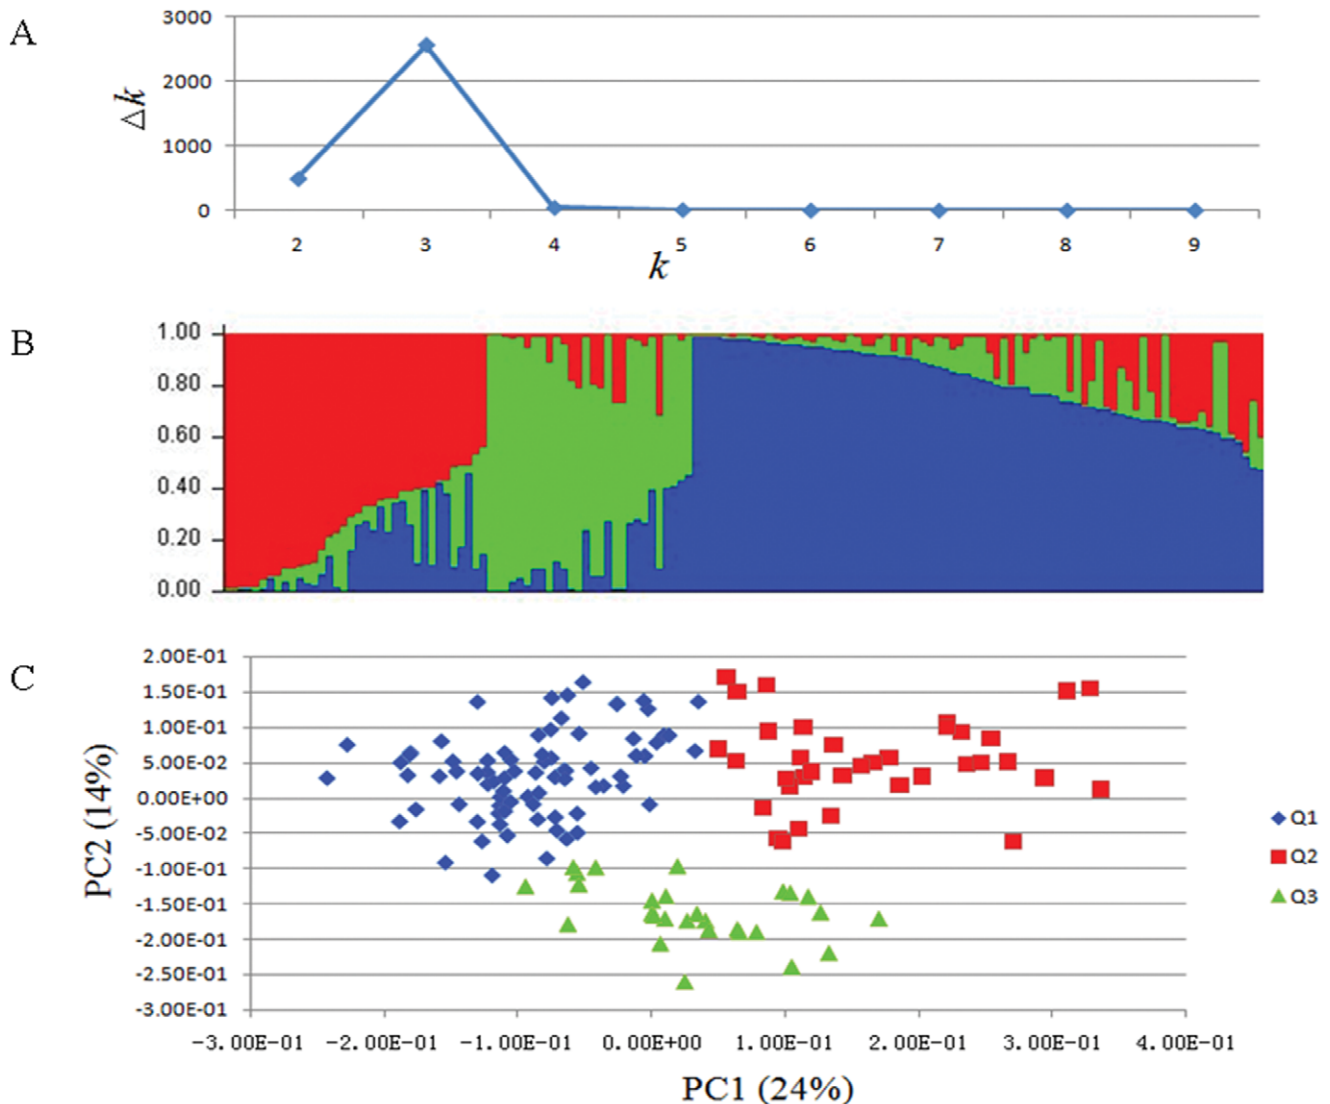 A
3000
2000
1000
0
Δk
2 3 4 5 6 7 8 9
k
B
1.00
0.80
0.60
0.40
0.20
0.00
C
2.00E-01
1.50E-01
1.00E-01
5.00E-02
0.00E+00
-5.00E-02
-1.00E-01
-1.50E-01
-2.00E-01
-2.50E-01
-3.00E-01
PC2 (14%)
-3.00E-01 -2.00E-01 -1.00E-01 0.00E+00 1.00E-01 2.00E-01 3.00E-01 4.00E-01
PC1 (24%)
Q1
Q2
Q3